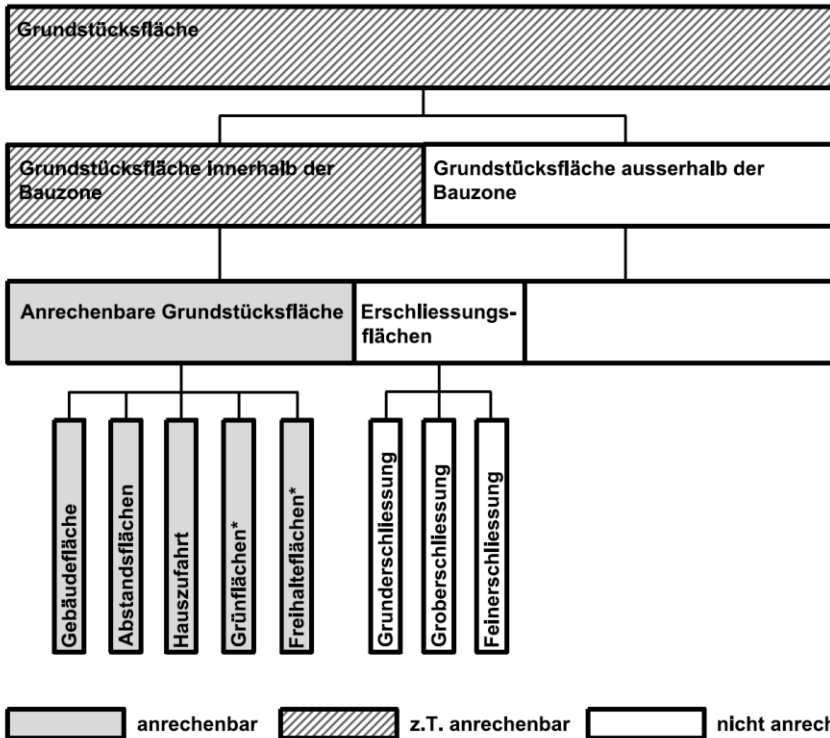 Grundstücksfläche
Grundstücksfläche innerhalb der
Bauzone
Grundstücksfläche ausserhalb der
Bauzone
Anrechenbare Grundstücksfläche
Erschliessungs-
flächen
Gebäudefläche
Abstandsflächen
Hauszufahrt
Grünflächen*
Freihalteflächen*
Grunderschliessung
Groberschliessung
Feinerschliessung
anrechenbar
z.T. anrechenbar
nicht anrech